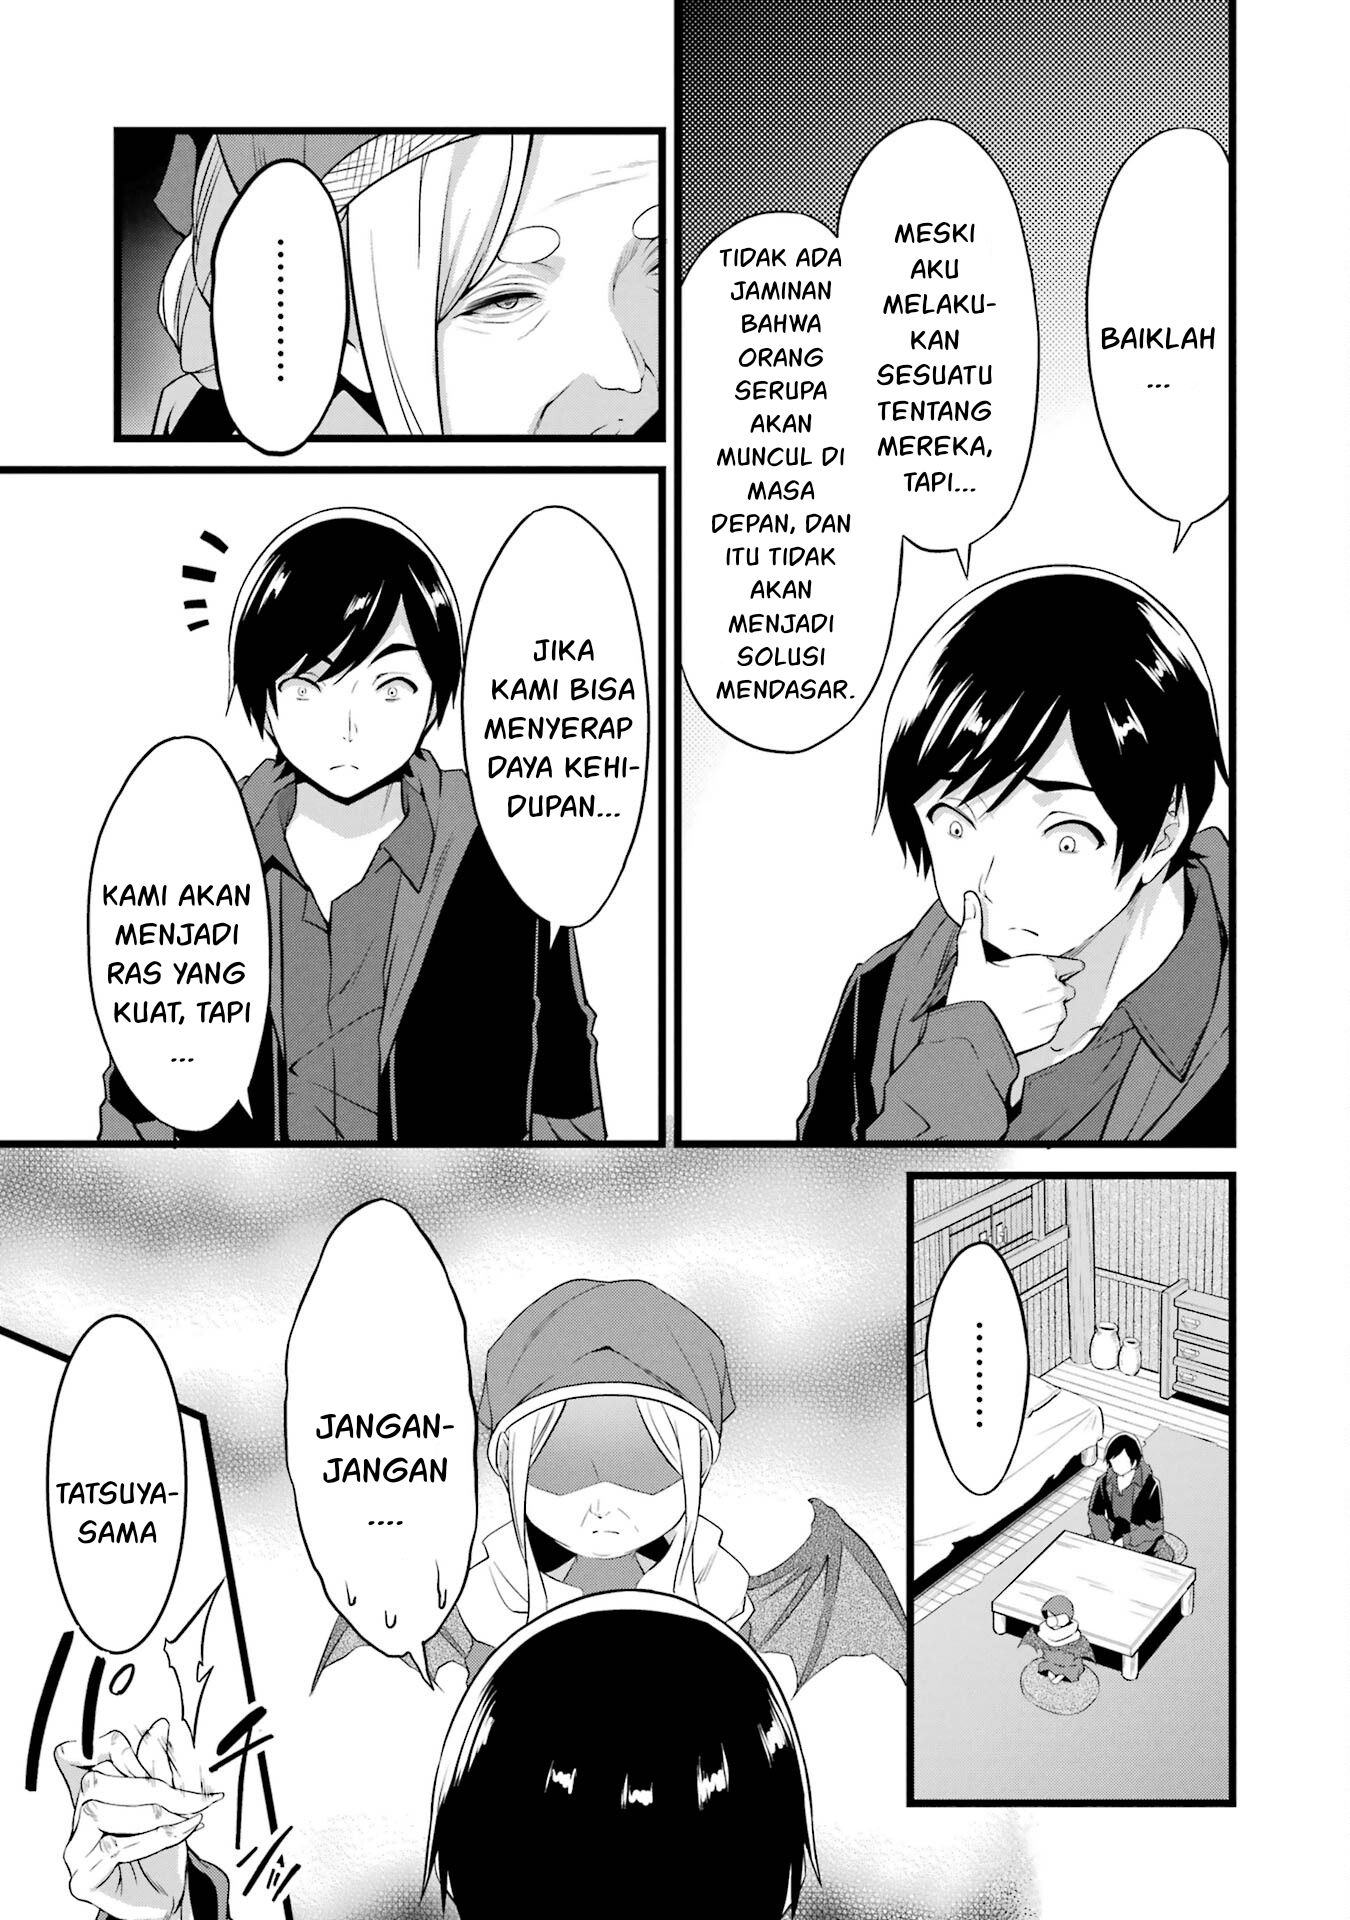 BAIKLAH
...
MESKI
AKU
MELAKU-
KAN
SESUATU
TENTANG
MEREKA,
TAPI...
TIDAK ADA
JAMINAN
BAHWA
ORANG
SERUPA
AKAN
MUNCUL DI
MASA
DEPAN, DAN
ITU TIDAK
AKAN
MENJADI
SOLUSI
MENDASAR.
..........
JIKA
KAMI BISA
MENYERAP
DAYA KEHI-
DUPAN...
KAMI AKAN
MENJADI
RAS YANG
KUAT, TAPI
...
.........
JANGAN-
JANGAN
....
TATSUYA-
SAMA